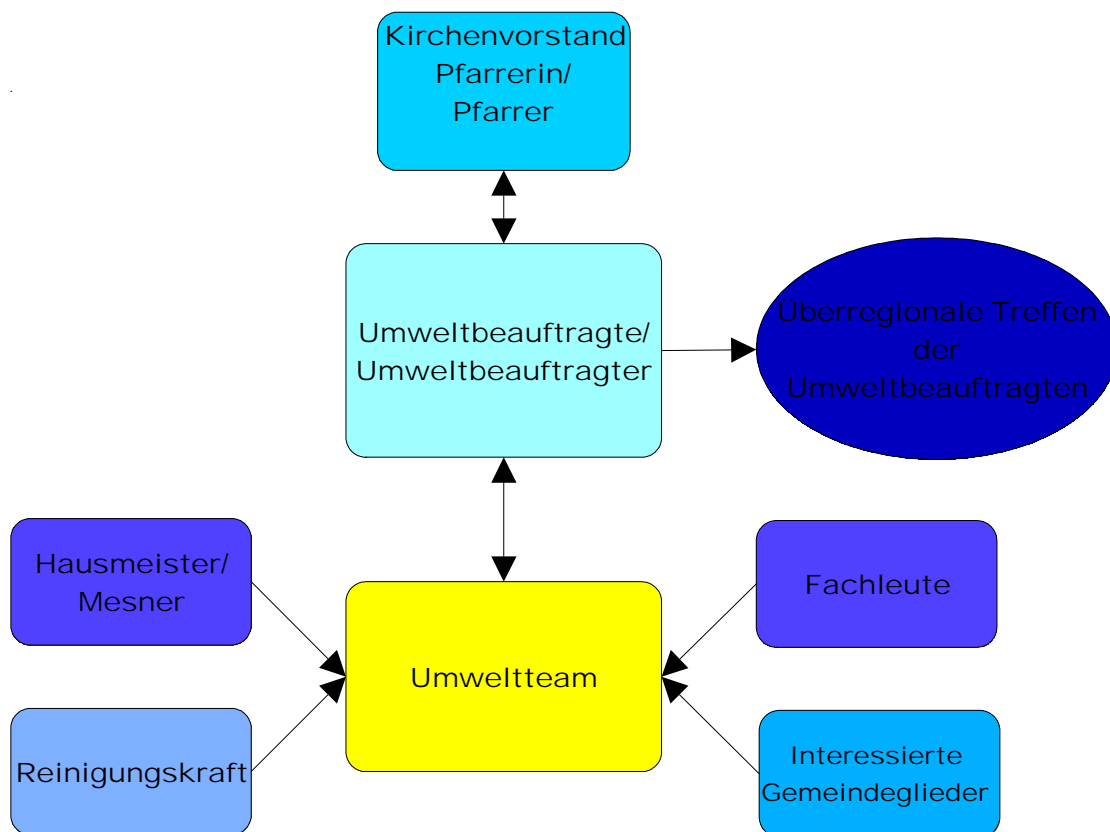 Kirchenvorstand
Pfarrerin/
Pfarrer
Umweltbeauftragte/
Umweltbeauftragter
Überregionale Treffen
der
Umweltbeauftragten
Hausmeister/
Mesner
Fachleute
Umweltteam
Reinigungskraft
Interessierte
Gemeindeglieder